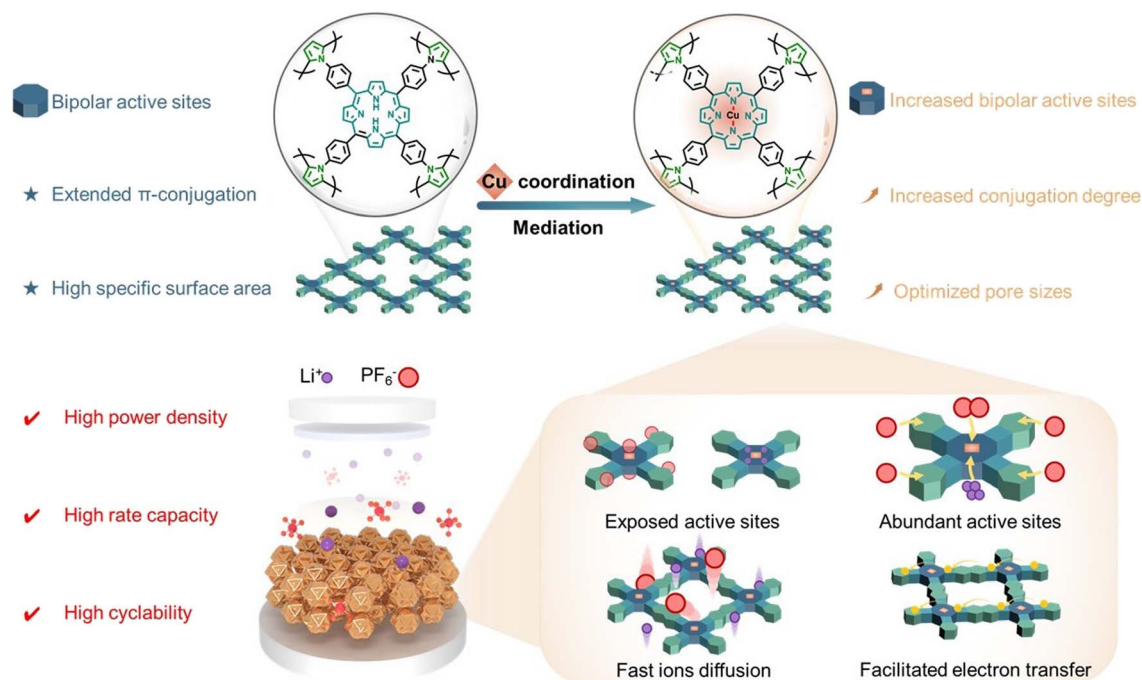 Bipolar active sites
Extended π-conjugation
High specific surface area
N
N
N
H
N
N
H
N
N
N
Cu coordination
Mediation
N
N
N
N
Cu
N
N
N
N
Increased bipolar active sites
Increased conjugation degree
Optimized pore sizes
High power density
High rate capacity
High cyclability
Li+
PF6-
Exposed active sites
Abundant active sites
Fast ions diffusion
Facilitated electron transfer